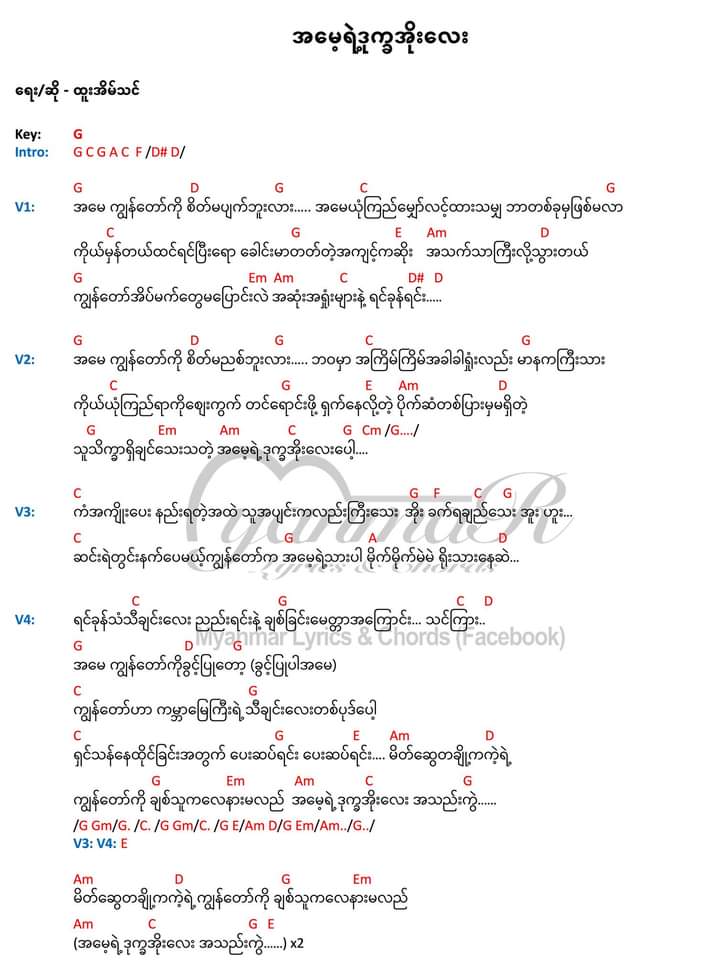 အမေ့ရဲ့ဒုက္ခအိုးလေး
ရေး/ဆို - ထူးအိမ်သင်
Key: G
Intro: G C G A C F /D# D/
G D G C G
V1: အမေ ကျွန်တော်ကို စိတ်မပျက်ဘူးလား..... အမေယုံကြည်မျှော်လင့်ထားသမျှ ဘာတစ်ခုမှဖြစ်မလာ
C G E Am D
ကိုယ်မှန်တယ်ထင်ရင်ပြီးရော ခေါင်းမာတတ်တဲ့အကျင့်ကဆိုး အသက်သာကြီးလို့သွားတယ်
G Em Am C D# D
ကျွန်တော်အိပ်မက်တွေမပြောင်းလဲ အဆုံးအရှုံးများနဲ့ ရင်ခုန်ရင်း.....
G D G C G
V2: အမေ ကျွန်တော်ကို စိတ်မညစ်ဘူးလား..... ဘဝမှာ အကြိမ်ကြိမ်အခါခါရှုံးလည်း မာနကကြီးသား
C G E Am D
ကိုယ်ယုံကြည်ရာကိုဈေးကွက် တင်ရောင်းဖို့ ရှက်နေလို့တဲ့ ပိုက်ဆံတစ်ပြားမှမရှိတဲ့
G Em Am C G Cm /G..../
သူသိက္ခာရှိချင်သေးသတဲ့ အမေ့ရဲ့ဒုက္ခအိုးလေးပေါ့....
C G F C G
V3: ကံအကျိုးပေး နည်းရတဲ့အထဲ သူအပျင်းကလည်းကြီးသေး အိုး ခက်ရချည်သေး အူး ဟူး...
C G A D
ဆင်းရဲတွင်းနက်ပေမယ့်ကျွန်တော်က အမေ့ရဲ့သားပါ မိုက်မိုက်မဲမဲ ရိုးသားနေဆဲ...
C G C D
V4: ရင်ခုန်သံသီချင်းလေး ညည်းရင်းနဲ့ ချစ်ခြင်းမေတ္တာအကြောင်း... သင်ကြား..
Myanmar Lyrics & Chords (Facebook)
G D G
အမေ ကျွန်တော်ကိုခွင့်ပြုတော့ (ခွင့်ပြုပါအမေ)
C G
ကျွန်တော်ဟာ ကမ္ဘာမြေကြီးရဲ့သီချင်းလေးတစ်ပုဒ်ပေါ့
C G E Am D
ရှင်သန်နေထိုင်ခြင်းအတွက် ပေးဆပ်ရင်း ပေးဆပ်ရင်း.... မိတ်ဆွေတချို့ကကဲ့ရဲ့
G Em Am C G
ကျွန်တော်ကို ချစ်သူကလေနားမလည် အမေ့ရဲ့ဒုက္ခအိုးလေး အသည်းကွဲ......
/G Gm/G. /C. /G Gm/C. /G E/Am D/G Em/Am../G../
V3: V4: E
Am D G Em
မိတ်ဆွေတချို့ကကဲ့ရဲ့ ကျွန်တော်ကို ချစ်သူကလေနားမလည်
Am C G E
(အမေ့ရဲ့ဒုက္ခအိုးလေး အသည်းကွဲ......) x2